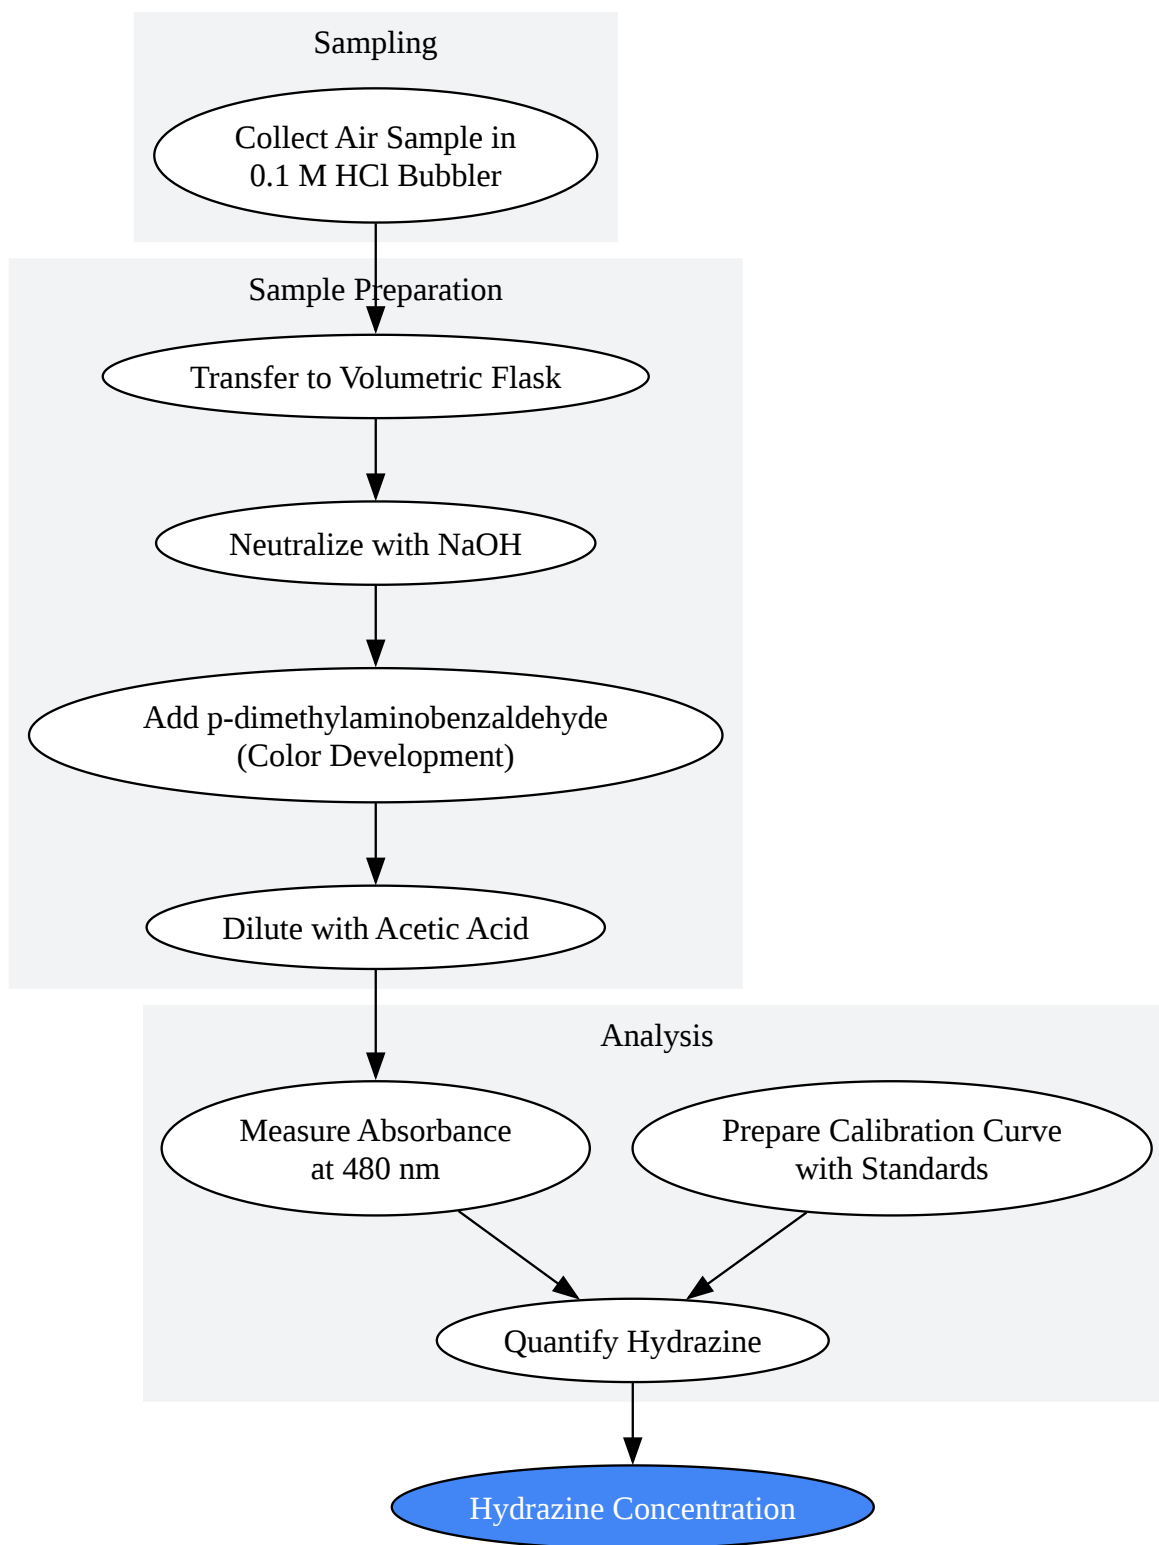 Sampling
Collect Air Sample in
0.1 M HCl Bubbler
Sample Preparation
Transfer to Volumetric Flask
Neutralize with NaOH
Add p-dimethylaminobenzaldehyde
(Color Development)
Dilute with Acetic Acid
Analysis
Measure Absorbance
at 480 nm
Prepare Calibration Curve
with Standards
Quantify Hydrazine
Hydrazine Concentration